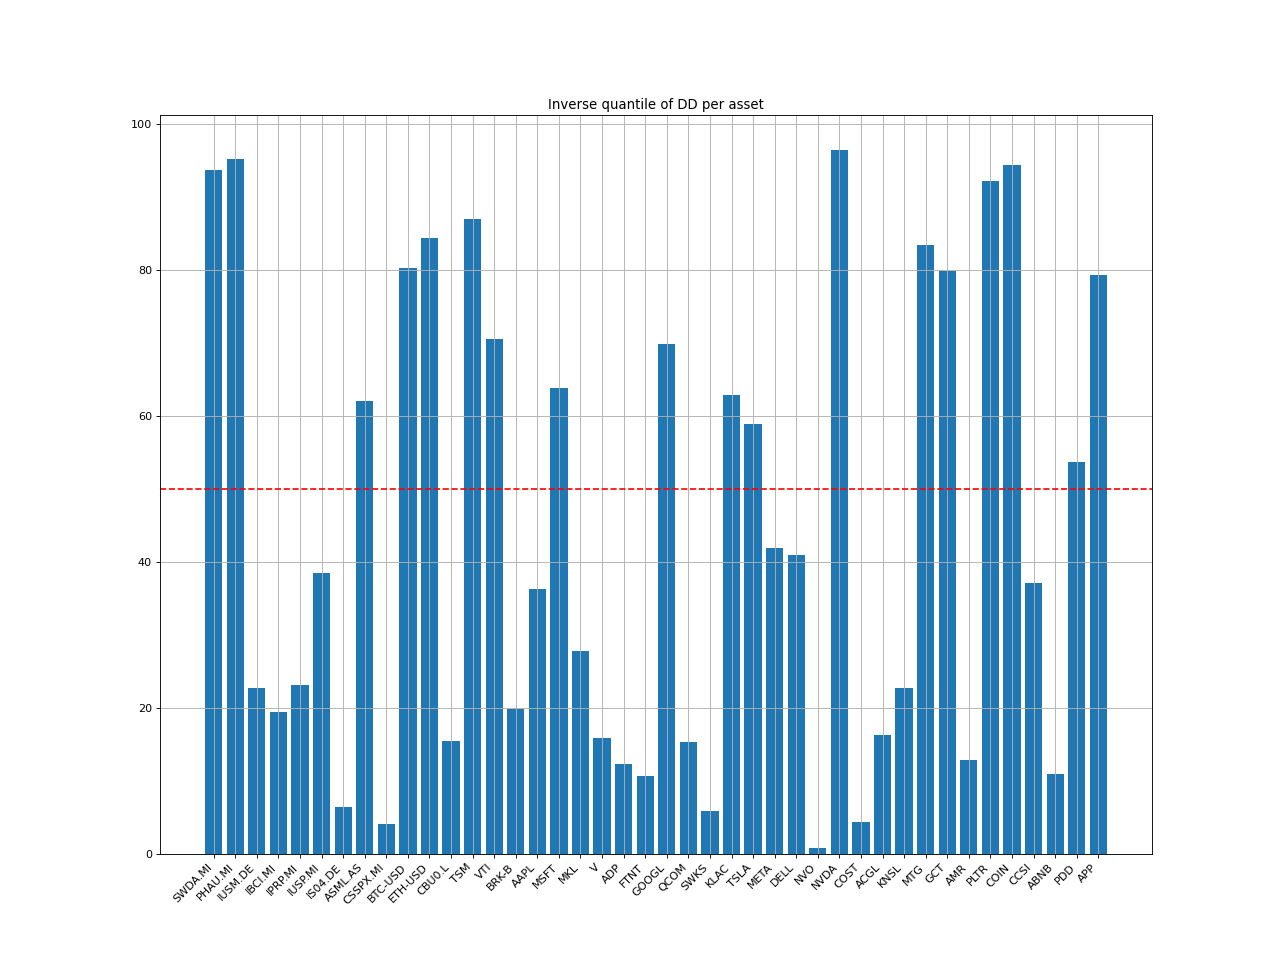 Inverse quantile of DD per asset
100
80
60
40
20
0
SWDA.MI
PHAU.MI
IUSM.DE
IBCI.MI
IPRP.MI
IUSP.MI
IS04.DE
ASML.AS
CSSPX.MI
BTC-USD
ETH-USD
CBU0.L
TSM
VTI
BRK-B
AAPL
MSFT
MKL
V
ADP
FTNT
GOOGL
QCOM
SWKS
KLAC
TSLA
META
DELL
NVO
NVDA
COST
ACGL
KNSL
MTG
GCT
AMR
PLTR
COIN
CCSI
ABNB
PDD
APP